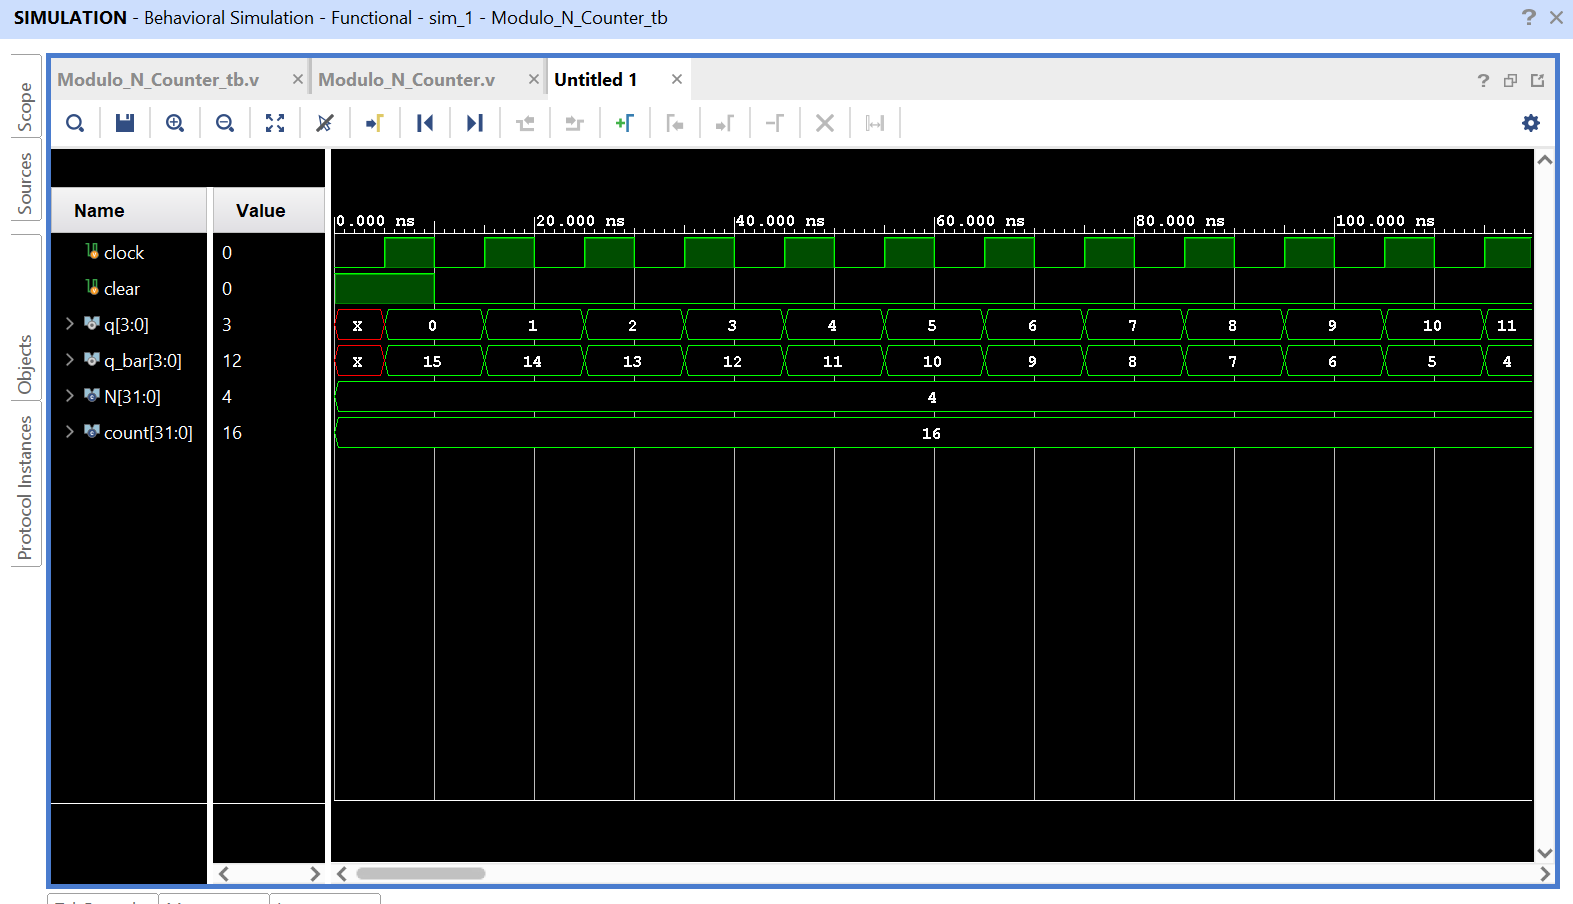 SIMULATION - Behavioral Simulation - Functional - sim_1 - Modulo_N_Counter_tb
Modulo_N_Counter_tb.v Modulo_N_Counter.v Untitled 1
Scope
Sources
Objects
Protocol Instances
Name Value
0.000 ns 20.000 ns 40.000 ns 60.000 ns 80.000 ns 100.000 ns
clock 0
clear 0
q[3:0] 3 X 0 1 2 3 4 5 6 7 8 9 10 11
q_bar[3:0] 12 X 15 14 13 12 11 10 9 8 7 6 5 4
N[31:0] 4 4
count[31:0] 16 16